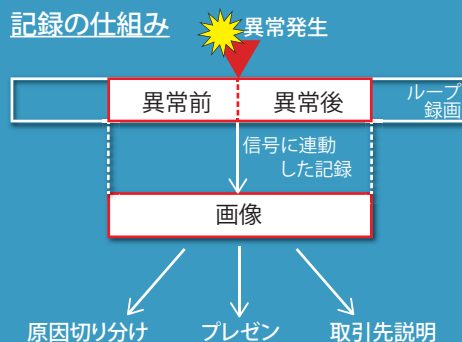 記録の仕組み
異常発生
異常前
異常後
ループ
録画
信号に連動
した記録
画像
原因切り分け
プレゼン
取引先説明